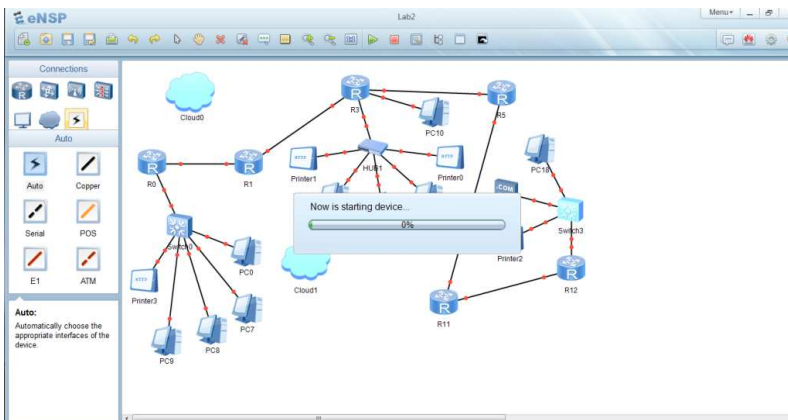 eNSP
Lab2
Menu
Connections
Auto
Auto
Copper
Serial
POS
E1
ATM
Auto:
Automatically choose the
appropriate interfaces of the
device.
Cloud0
R3
R5
PC10
HUB1
Printer1
Printer0
PC18
R0
R1
.COM
Now is starting device...
0%
Switch0
Switch3
PC0
Printer2
Printer3
Cloud1
R12
R11
PC7
PC8
PC9